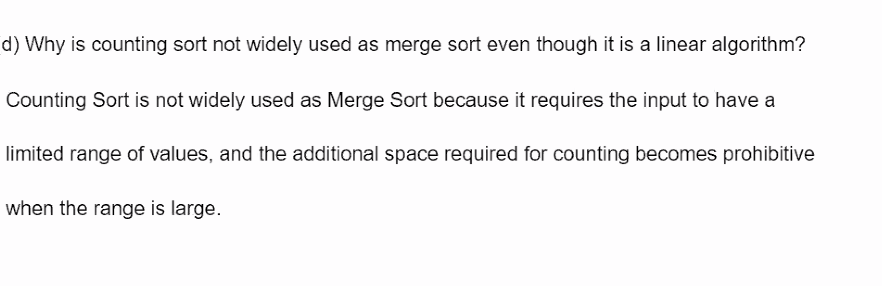 d) Why is counting sort not widely used as merge sort even though it is a linear algorithm?
Counting Sort is not widely used as Merge Sort because it requires the input to have a
limited range of values, and the additional space required for counting becomes prohibitive
when the range is large.